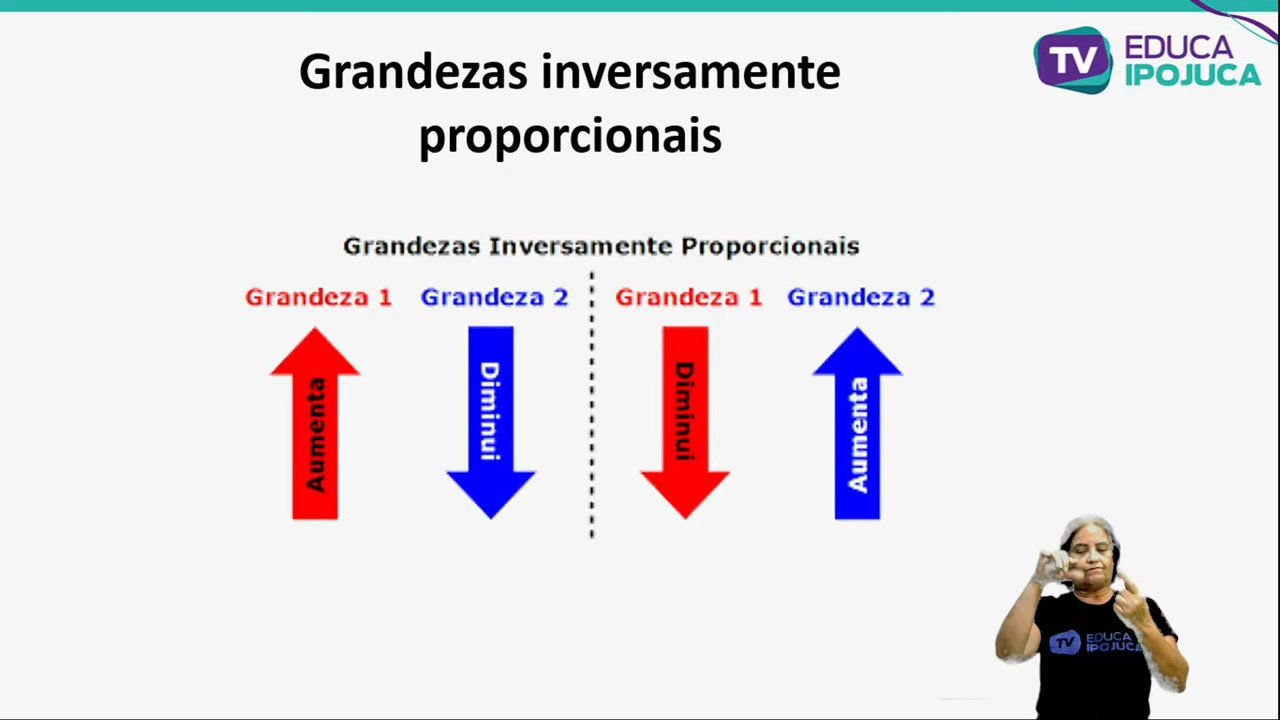 Grandezas inversamente
proporcionais
TV
EDUCA
IPOJUCA
Grandezas Inversamente Proporcionais
Grandeza 1
Grandeza 2
Grandeza 1
Grandeza 2
Aumenta
Diminui
Diminui
Aumenta
TV
EDUCA
IPOJUCA